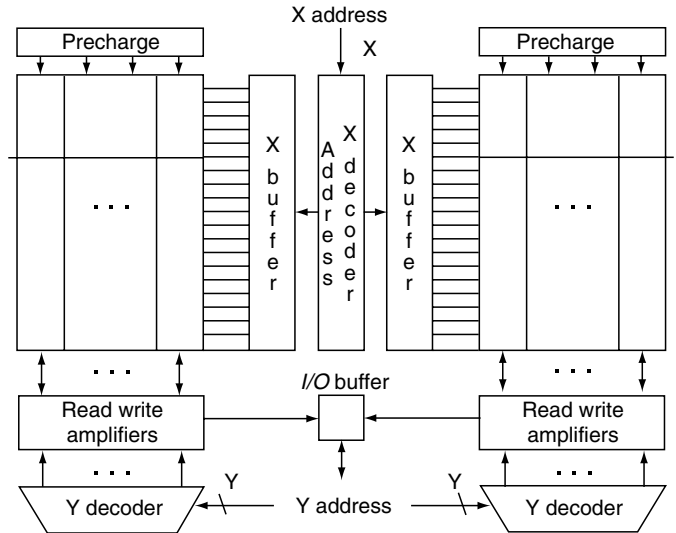 X address
Precharge
X
Precharge
X buffer
Address
X decoder
X buffer
. . .
. . .
. . .
I/O buffer
. . .
Read write
amplifiers
Read write
amplifiers
. . .
. . .
Y decoder
Y
Y address
Y
Y decoder